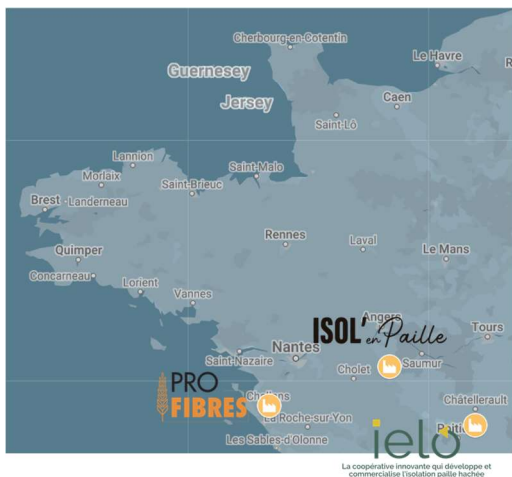 Cherbourg-en-Cotentin
Le Havre
R
Guernesey
Caen
Jersey
Saint-Lô
Lannion
Morlaix
Saint-Malo
Saint-Brieuc
Brest
Landerneau
Rennes
Laval
Le Mans
Quimper
Concarneau
Lorient
Vannes
Angers
ISOL' en Paille
Tours
Nantes
Saint-Nazaire
Cholet
Saumur
PRO
FIBRES
Châtellerault
La Roche-sur-Yon
Les Sables-d'Olonne
ielo
La coopérative innovante qui développe et
commercialise l'isolation paille hachée